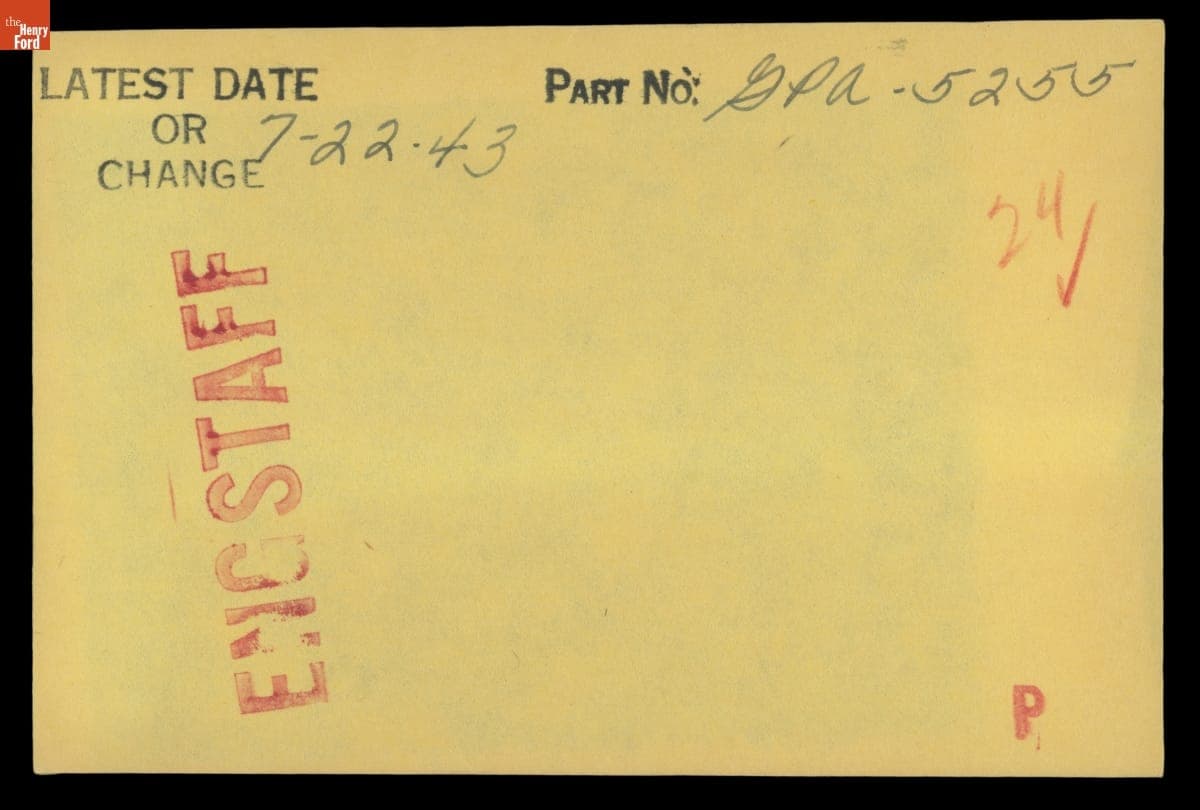 the
Henry
Ford
LATEST DATE
OR
CHANGE
7-22-43
PART NO:
GPA-5255
24
ENG STAFF
P